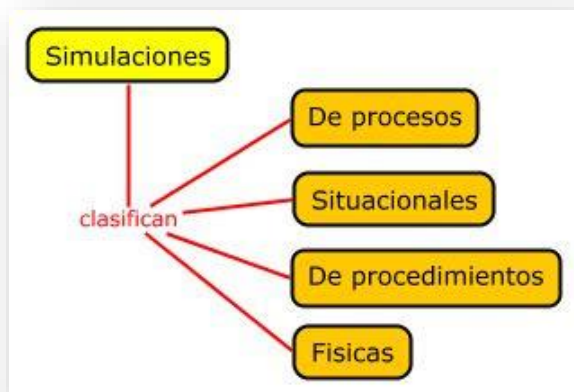 Simulaciones
De procesos
Situacionales
clasifican
De procedimientos
Fisicas